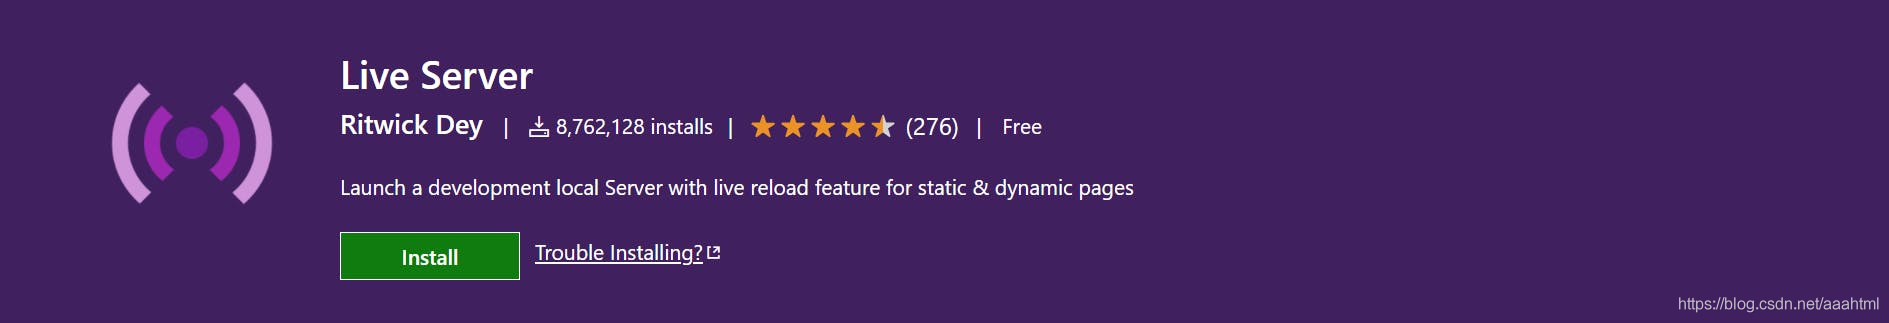 Live Server
Ritwick Dey | 8,762,128 installs | (276) | Free
Launch a development local Server with live reload feature for static & dynamic pages
Install Trouble Installing?
https://blog.csdn.net/aaahtml